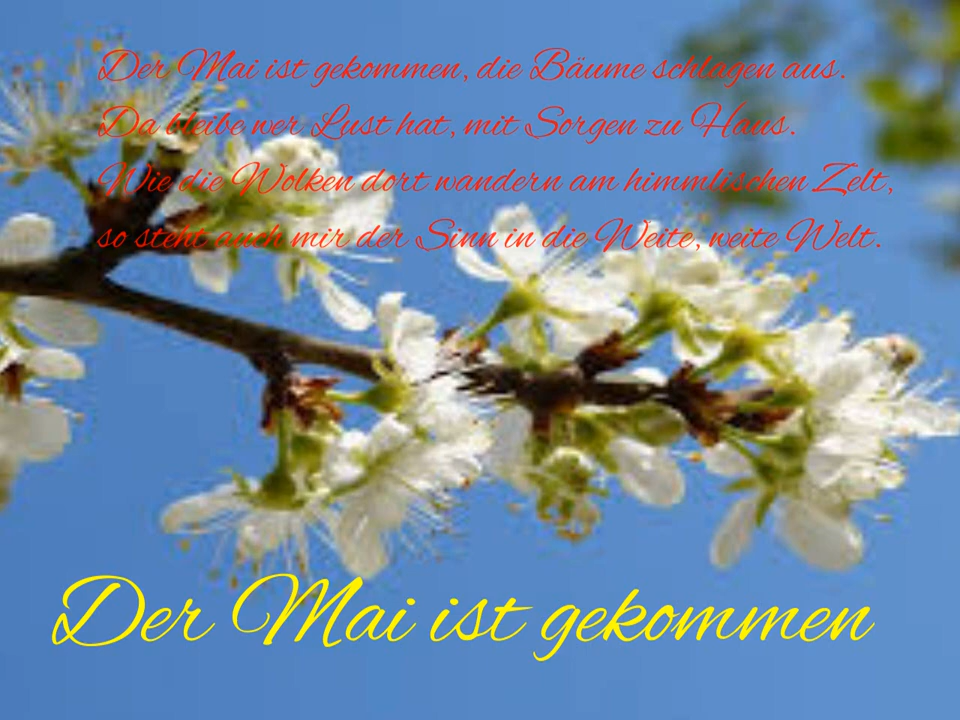 Der Mai ist gekommen, die Bäume schlagen aus.
Da bleibe wer Lust hat, mit Sorgen zu Haus.
Wie die Wolken dort wandern am himmlischen Zelt,
so steht auch mir der Sinn in die Weite, weite Welt.
Der Mai ist gekommen